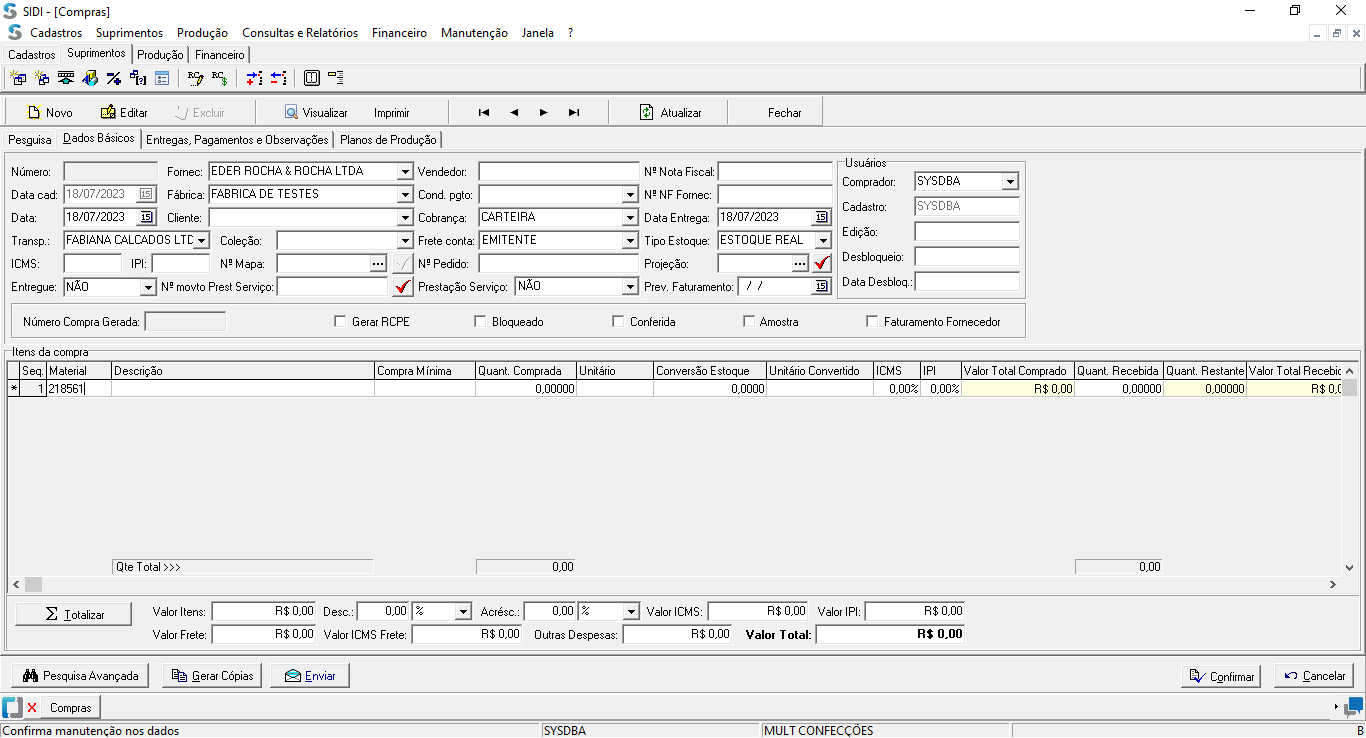 SIDI - [Compras]
Cadastros Suprimentos Produção Consultas e Relatórios Financeiro Manutenção Janela ?
Cadastros Suprimentos Produção Financeiro
Novo Editar Excluir Visualizar Imprimir Atualizar Fechar
Pesquisa Dados Básicos Entregas, Pagamentos e Observações Planos de Produção
Usuários
Número: Fornec: EDER ROCHA & ROCHA LTDA Vendedor: Nº Nota Fiscal: Comprador: SYSDBA
Data cad: 18/07/2023 15 Fábrica: FABRICA DE TESTES Cond. pgto: Nº NF Fornec: Cadastro: SYSDBA
Data: 18/07/2023 15 Cliente: Cobrança: CARTEIRA Data Entrega: 18/07/2023 15 Edição:
Transp.: FABIANA CALCADOS LTC Coleção: Frete conta: EMITENTE Tipo Estoque: ESTOQUE REAL
ICMS: IPI: Nº Mapa: ... Nº Pedido: Projeção: ... Desbloqueio:
Entregue: NÃO Nº movto Prest Serviço: Prestação Serviço: NÃO Prev. Faturamento: / / 15 Data Desbloq.:
Número Compra Gerada: Gerar RCPE Bloqueado Conferida Amostra Faturamento Fornecedor
Itens da compra
Seq. Material Descrição Compra Mínima Quant. Comprada Unitário Conversão Estoque Unitário Convertido ICMS IPI Valor Total Comprado Quant. Recebida Quant. Restante Valor Total Recebic
* 1 218561 0,00000 0,0000 0,00% 0,00% R$ 0,00 0,00000 0,00000 R$ 0,0
Qte Total >>> 0,00 0,00
Σ Totalizar Valor Itens: R$ 0,00 Desc.: 0,00 % Acrésc.: 0,00 % Valor ICMS: R$ 0,00 Valor IPI: R$ 0,00
Valor Frete: R$ 0,00 Valor ICMS Frete: R$ 0,00 Outras Despesas: R$ 0,00 Valor Total: R$ 0,00
Pesquisa Avançada Gerar Cópias Enviar Confirmar Cancelar
Compras
Confirma manutenção nos dados SYSDBA MULT CONFECÇÕES B